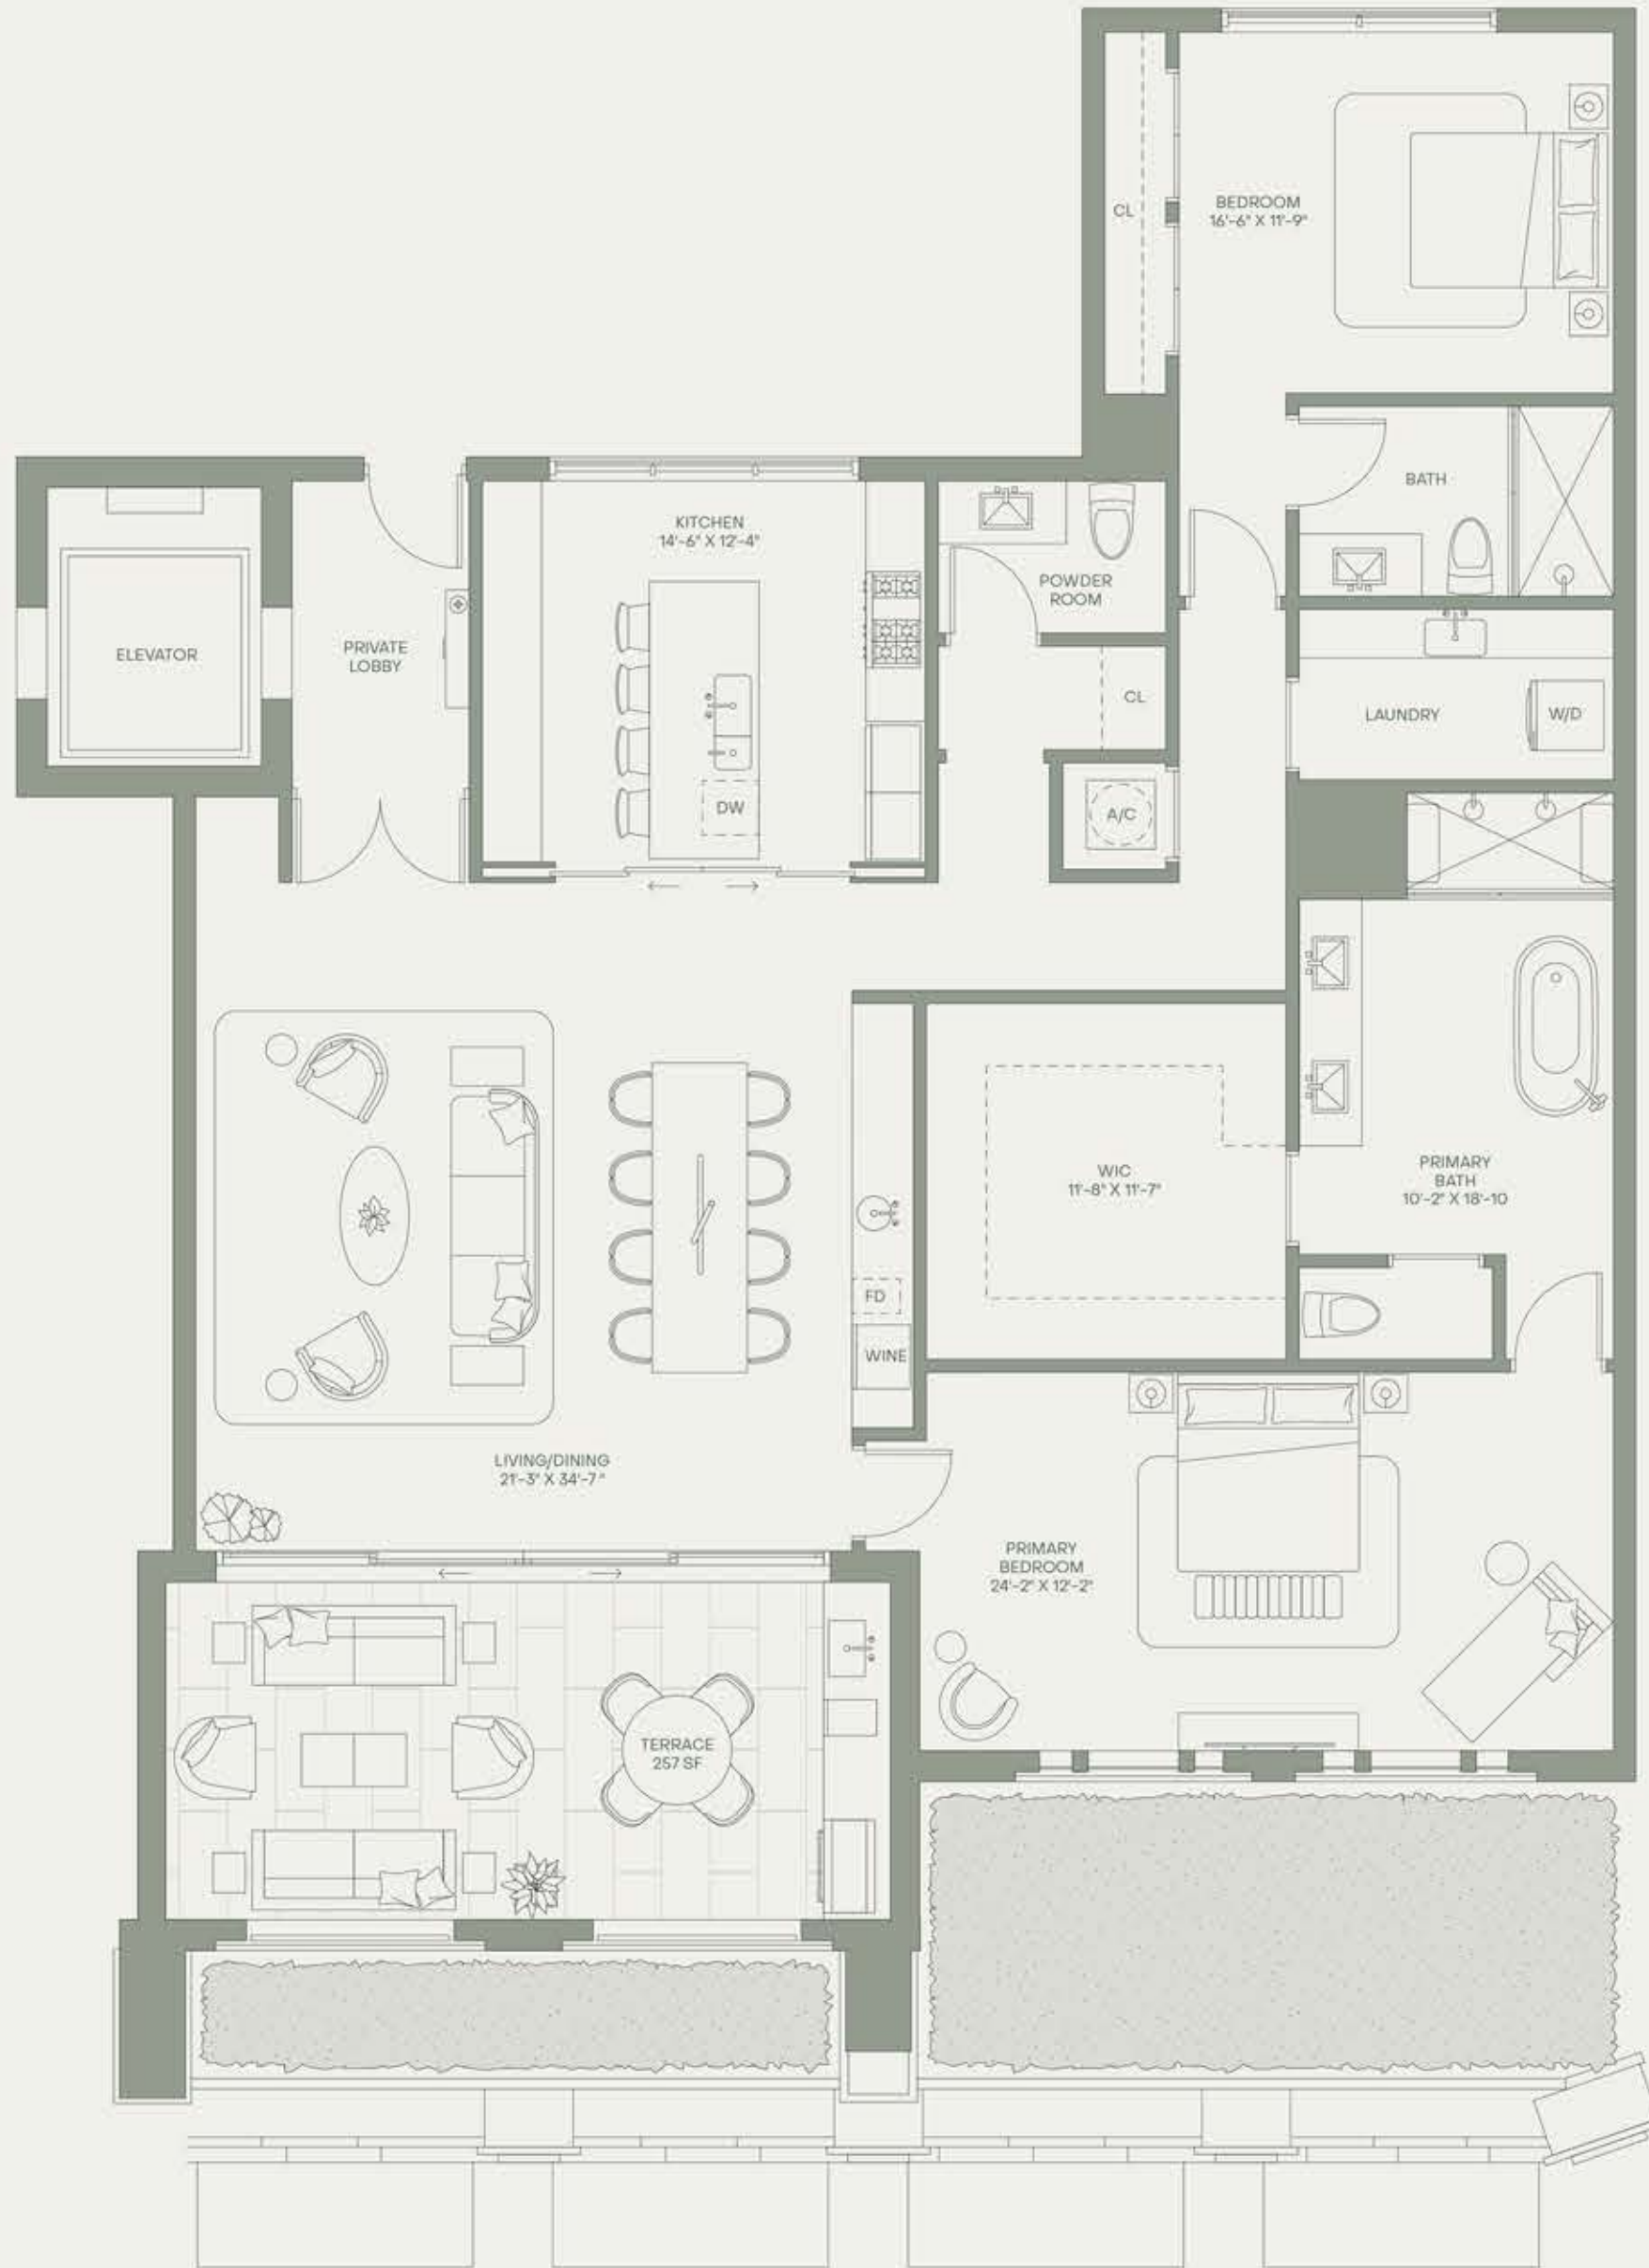 CL
BEDROOM
16'-6" X 11'-9"
BATH
KITCHEN
14'-6" X 12'-4"
POWDER
ROOM
ELEVATOR
PRIVATE
LOBBY
CL
LAUNDRY
W/D
DW
A/C
WIC
11'-8" X 11'-7"
PRIMARY
BATH
10'-2" X 18'-10
FD
WINE
LIVING/DINING
21'-3" X 34'-7"
PRIMARY
BEDROOM
24'-2" X 12'-2"
TERRACE
257 SF